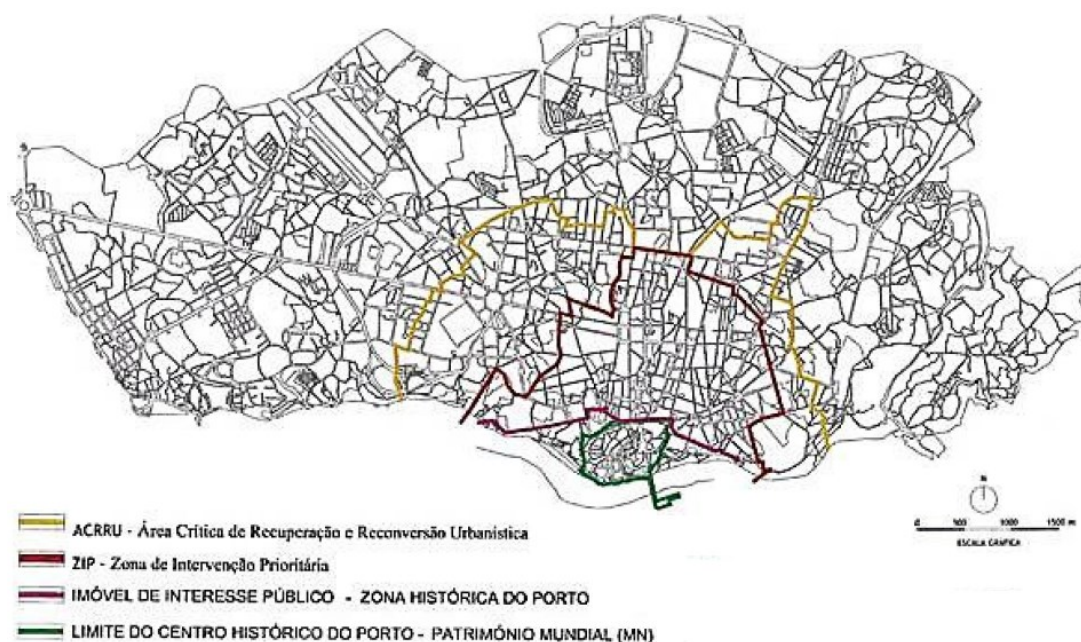 N
0 500 1000 1500 m
ESCALA GRÁFICA
ACRRU - Área Crítica de Recuperação e Reconversão Urbanística
ZIP - Zona de Intervenção Prioritária
IMÓVEL DE INTERESSE PÚBLICO - ZONA HISTÓRICA DO PORTO
LIMITE DO CENTRO HISTÓRICO DO PORTO - PATRIMÓNIO MUNDIAL (MN)